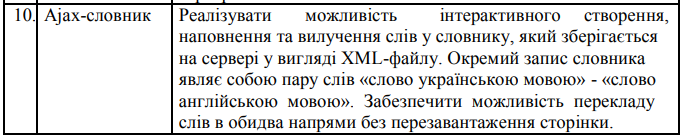 10. Ajax-словник Реалізувати можливість інтерактивного створення,
наповнення та вилучення слів у словнику, який зберігається
на сервері у вигляді XML-файлу. Окремий запис словника
являє собою пару слів «слово українською мовою» - «слово
англійською мовою». Забезпечити можливість перекладу
слів в обидва напрями без перезавантаження сторінки.